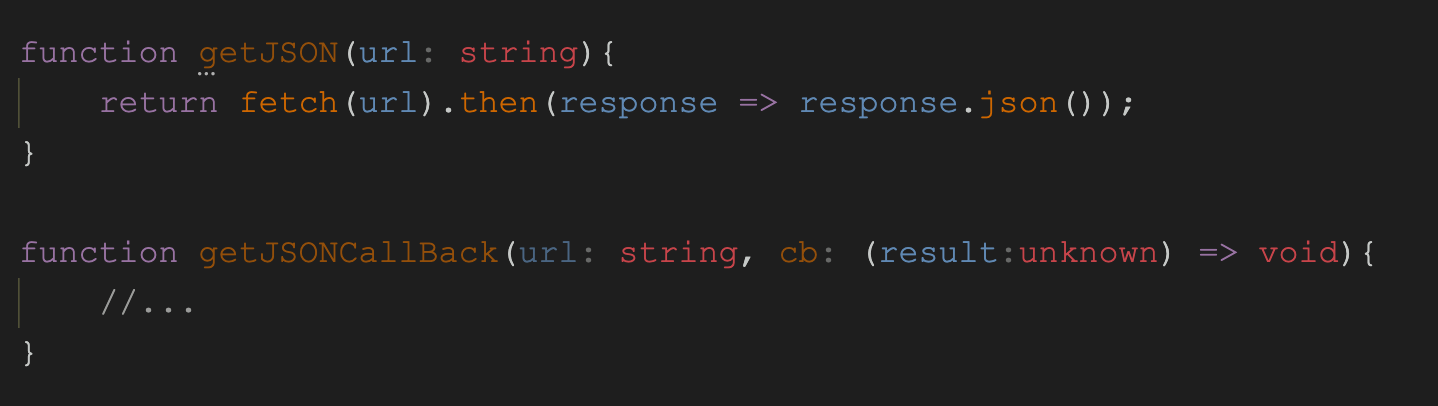 function getJSON(url: string){
    return fetch(url).then(response => response.json());
}

function getJSONCallBack(url: string, cb: (result:unknown) => void){
    //...
}